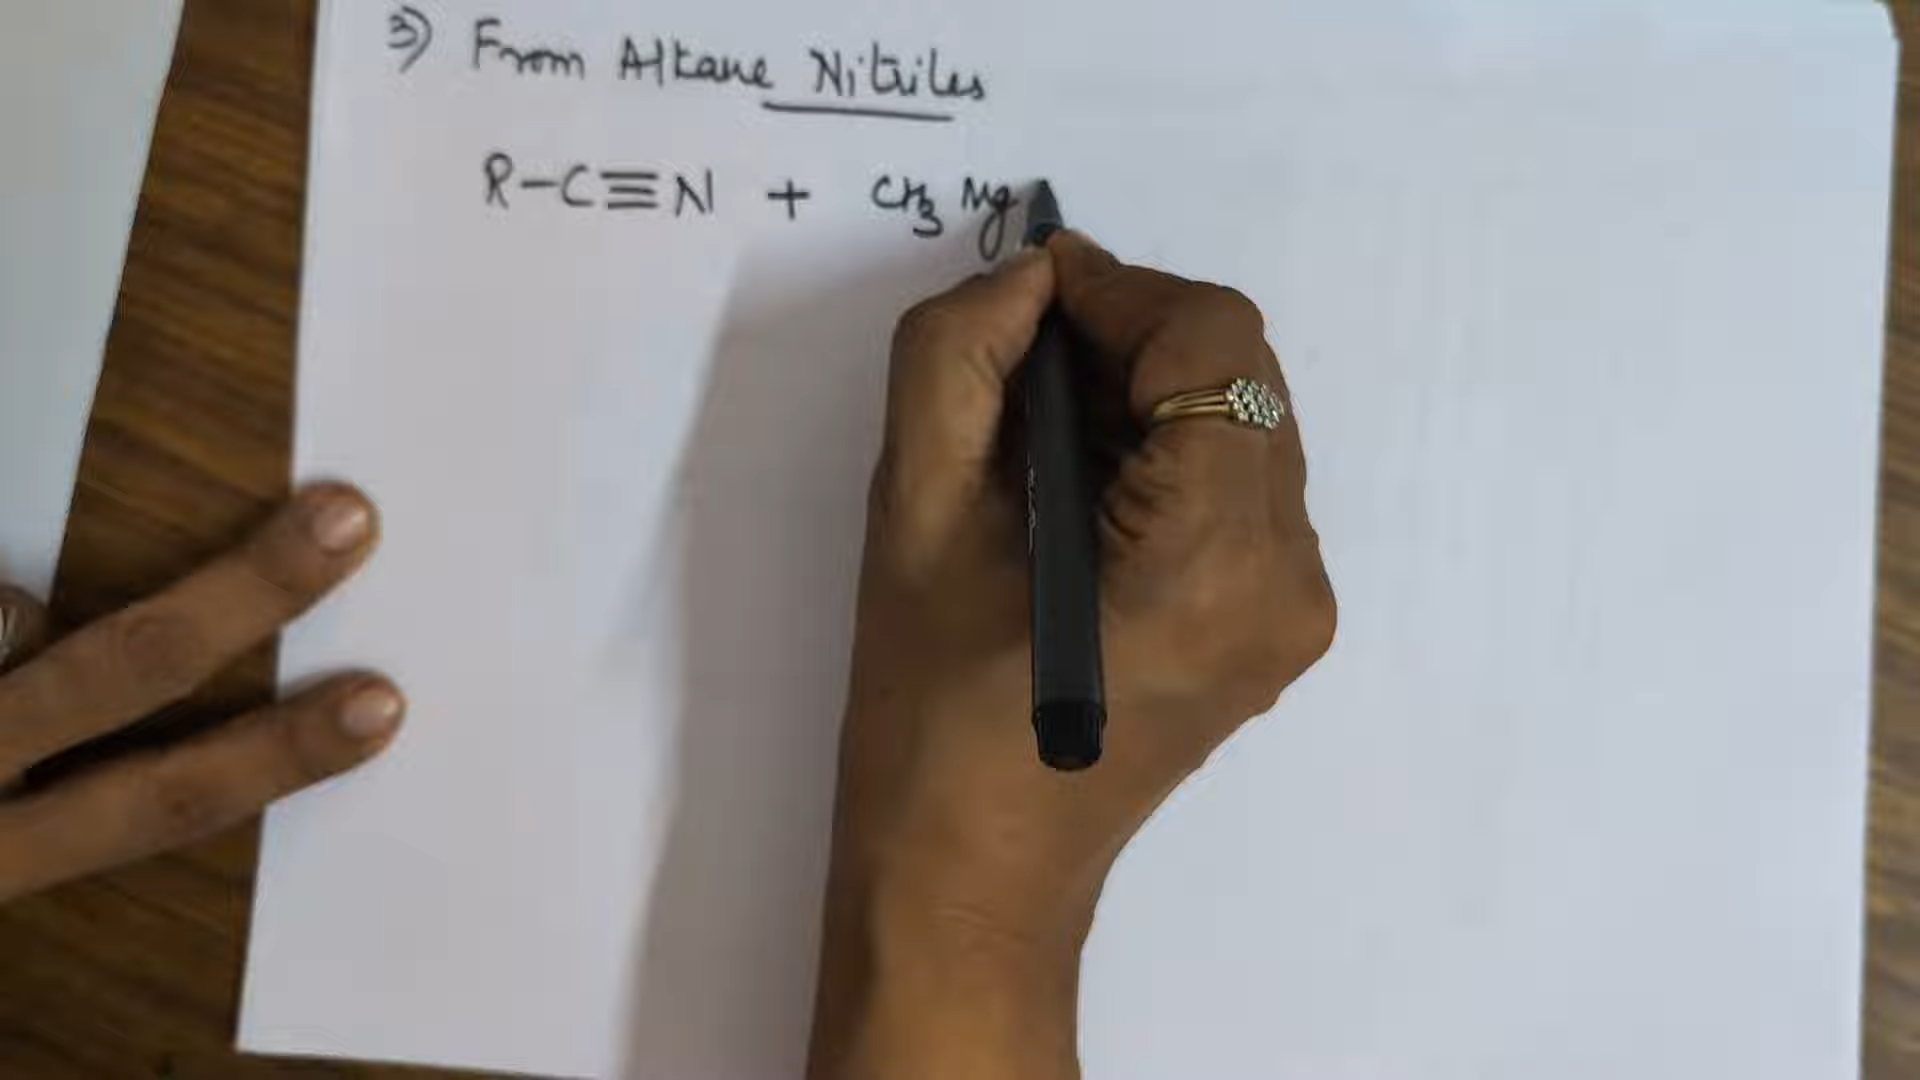 3) From Alkane Nitriles
R-C≡N + CH3 Mg